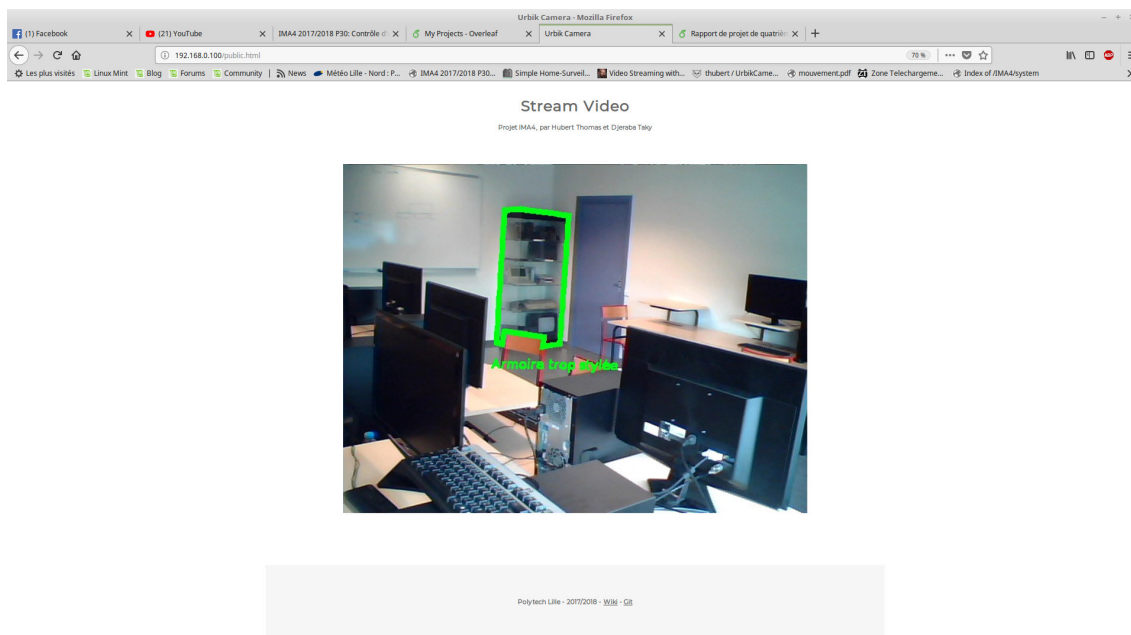 Urbik Camera - Mozilla Firefox
(1) Facebook
(21) YouTube
IMA4 2017/2018 P30: Contrôle d'
My Projects - Overleaf
Urbik Camera
Rapport de projet de quatrièm
192.168.0.100/public.html
70 %
Les plus visités
Linux Mint
Blog
Forums
Community
News
Météo Lille - Nord : P...
IMA4 2017/2018 P30...
Simple Home-Surveil...
Video Streaming with...
thubert / UrbikCame...
mouvement.pdf
Zone Telechargeme...
Index of /IMA4/system
Stream Video
Projet IMA4, par Hubert Thomas et Djeraba Taky
Armoire trop stylée
Polytech Lille - 2017/2018 - Wiki - Git